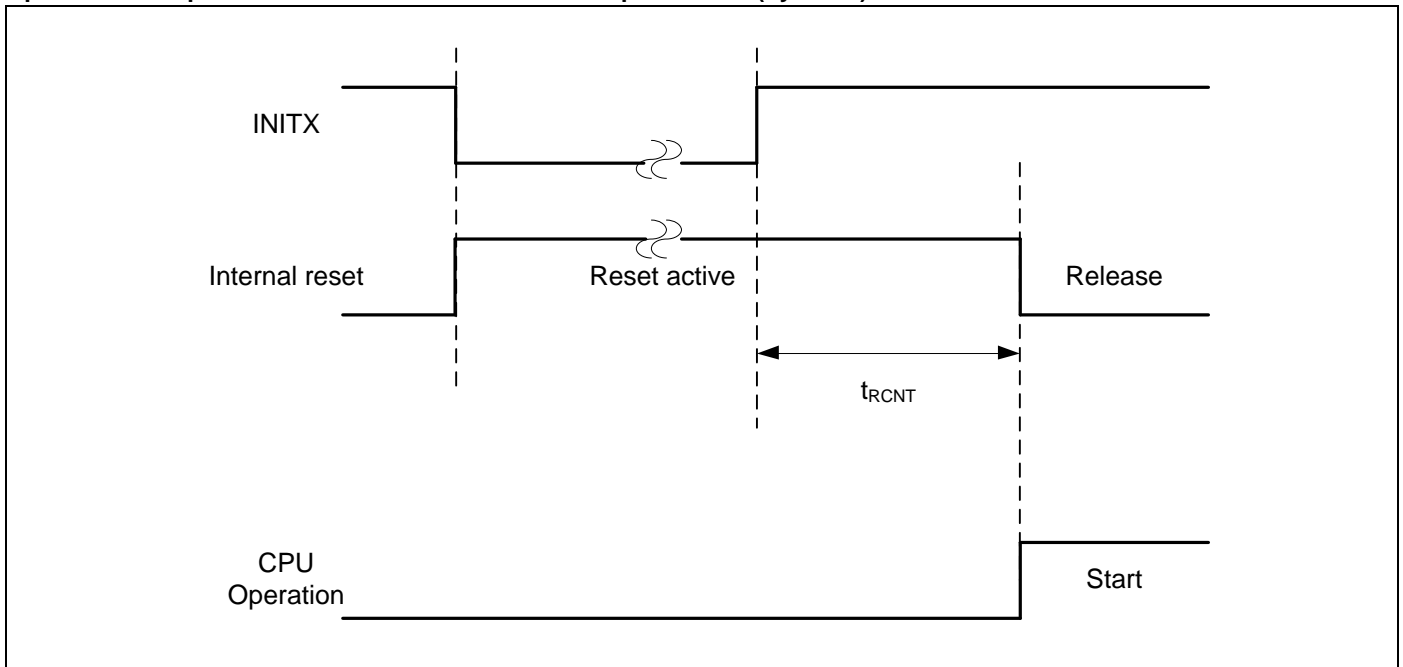 INITX
Internal reset
Reset active
Release
tRCNT
CPU
Operation
Start